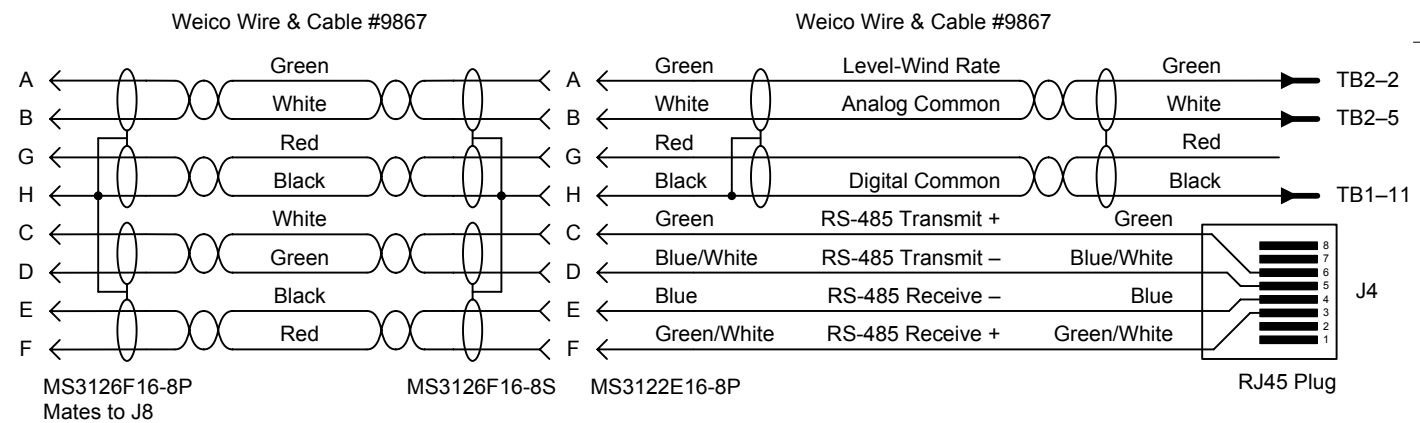 Weico Wire & Cable #9867 Weico Wire & Cable #9867
A Green A Green Level-Wind Rate Green TB2–2
B White B White Analog Common White TB2–5
G Red G Red Red
H Black H Black Digital Common Black TB1–11
C White C Green RS-485 Transmit + Green
D Green D Blue/White RS-485 Transmit – Blue/White
E Black E Blue RS-485 Receive – Blue
F Red F Green/White RS-485 Receive + Green/White
8
7
6
5
4
3
2
1
J4
MS3126F16-8P MS3126F16-8S MS3122E16-8P RJ45 Plug
Mates to J8